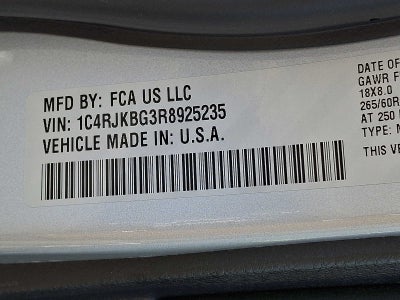 MFD BY: FCA US LLC
VIN: 1C4RJKBG3R8925235
VEHICLE MADE IN: U.S.A.
DATE OF
GAWR F
18X8.0
265/60R
AT 250
TYPE: M
THIS VE